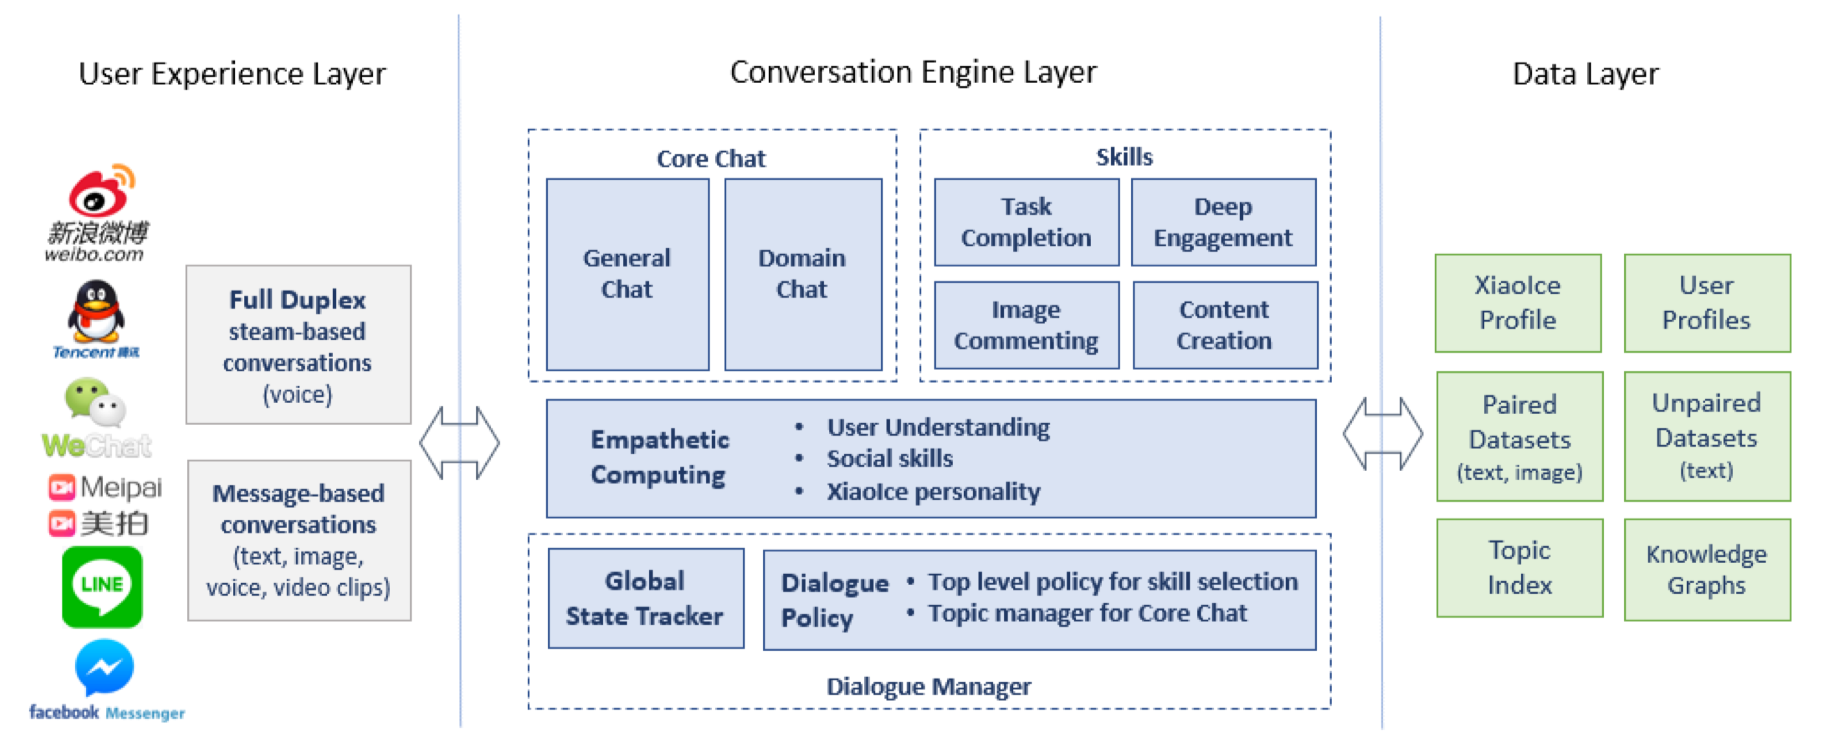 User Experience Layer
Conversation Engine Layer
Data Layer
新浪微博
weibo.com
Tencent 腾讯
WeChat
Meipai
美拍
LINE
facebook Messenger
Full Duplex
steam-based
conversations
(voice)
Message-based
conversations
(text, image,
voice, video clips)
Core Chat
General
Chat
Domain
Chat
Skills
Task
Completion
Deep
Engagement
Image
Commenting
Content
Creation
Empathetic
Computing
• User Understanding
• Social skills
• XiaoIce personality
Global
State Tracker
Dialogue
Policy
• Top level policy for skill selection
• Topic manager for Core Chat
Dialogue Manager
XiaoIce
Profile
User
Profiles
Paired
Datasets
(text, image)
Unpaired
Datasets
(text)
Topic
Index
Knowledge
Graphs